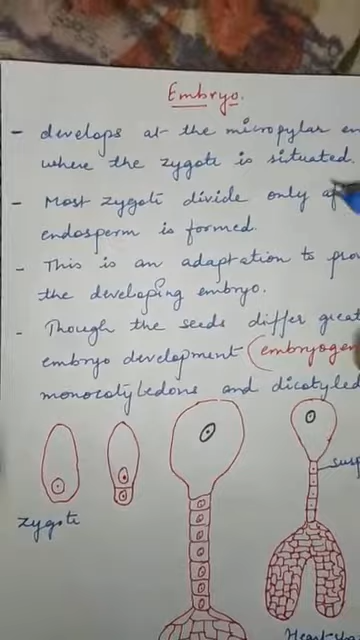 Embryo.
- develops at the micropylar
where the zygote is situated.
- Most zygote divide only
endosperm is formed.
- This is an adaptation to
the developing embryo.
- Though the seeds differ
embryo development (
monocotyledons and
zygote